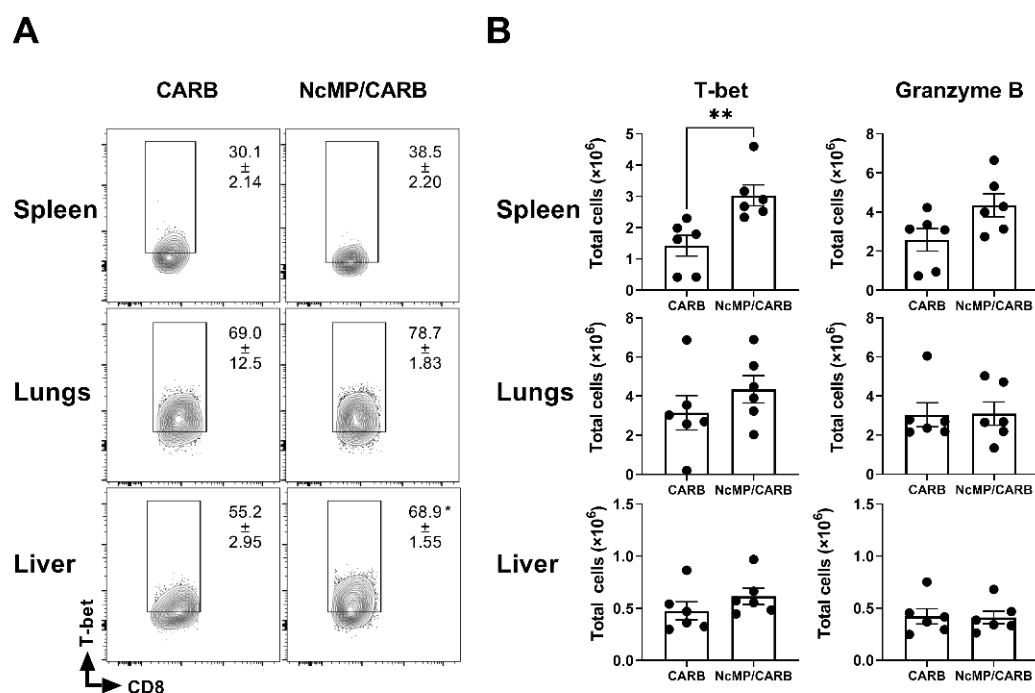 A
B
CARB
NcMP/CARB
T-bet
Granzyme B
Spleen
30.1
±
2.14
38.5
±
2.20
Lungs
69.0
±
12.5
78.7
±
1.83
Liver
55.2
±
2.95
68.9 *
±
1.55
T-bet
CD8
Spleen
Total cells (×10⁶)
5
4
3
2
1
0
**
CARB
NcMP/CARB
Total cells (×10⁶)
8
6
4
2
0
CARB
NcMP/CARB
Lungs
Total cells (×10⁶)
8
6
4
2
0
CARB
NcMP/CARB
Total cells (×10⁶)
8
6
4
2
0
CARB
NcMP/CARB
Liver
Total cells (×10⁶)
1.5
1.0
0.5
0.0
CARB
NcMP/CARB
Total cells (×10⁶)
1.5
1.0
0.5
0.0
CARB
NcMP/CARB